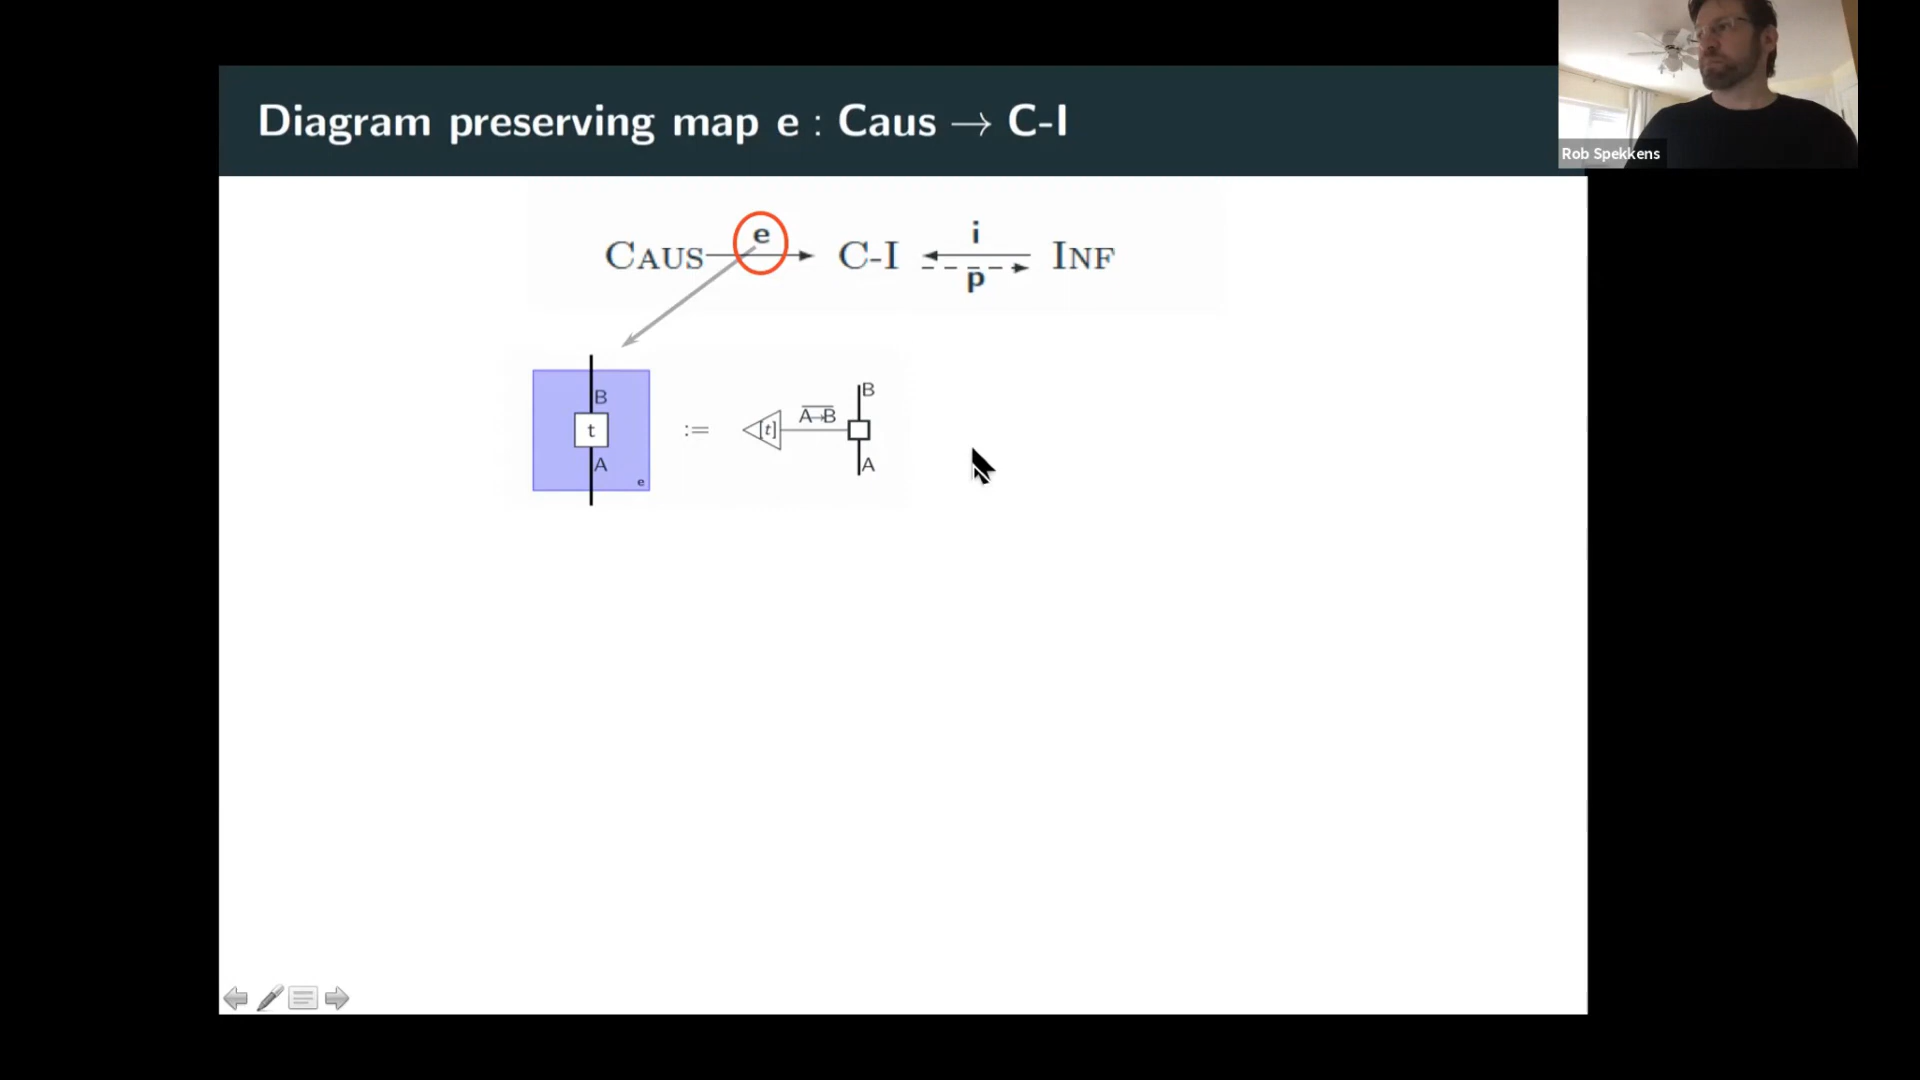 Rob Spekkens
Diagram preserving map e : Caus → C-I
CAUS e C-I i p INF
B t A e := [t] A→B B A